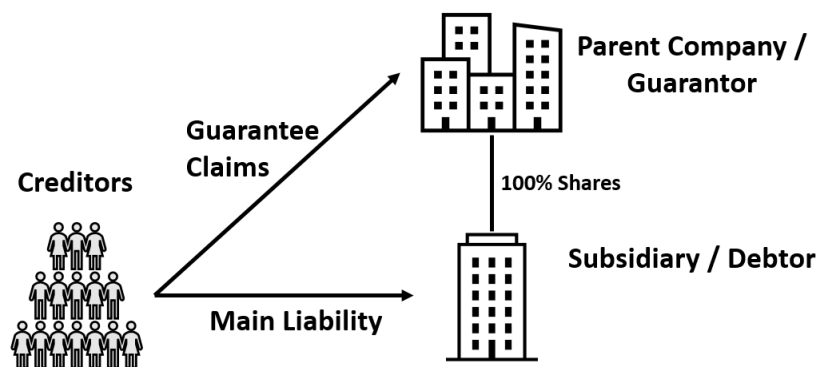 Parent Company /
Guarantor
Guarantee
Claims
Creditors
100% Shares
Subsidiary / Debtor
Main Liability